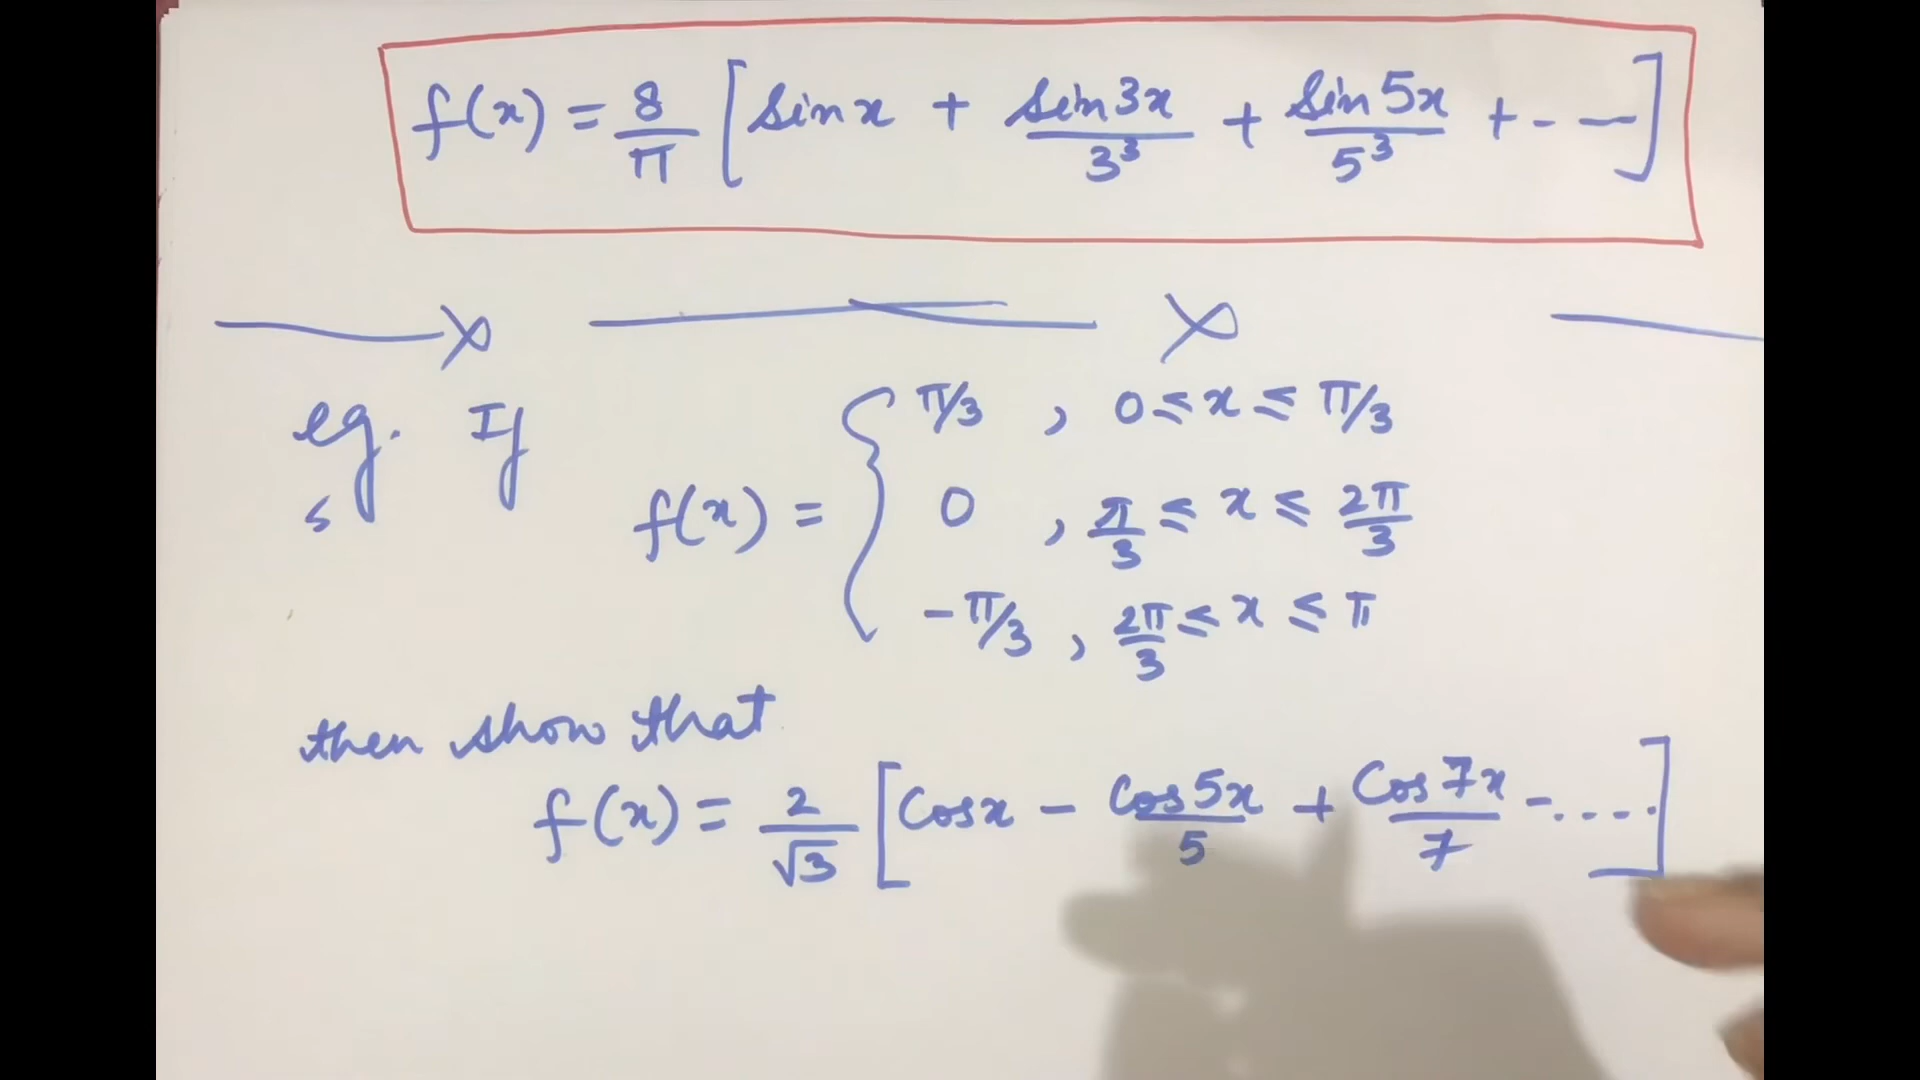 f(x) = 8/π [sin x + sin 3x/3³ + sin 5x/5³ + - —]
eg. If
s
π/3 , 0 ≤ x ≤ π/3
f(x) = { 0 , π/3 ≤ x ≤ 2π/3
-π/3 , 2π/3 ≤ x ≤ π
then show that
f(x) = 2/√3 [Cos x - Cos 5x/5 + Cos 7x/7 - ....]